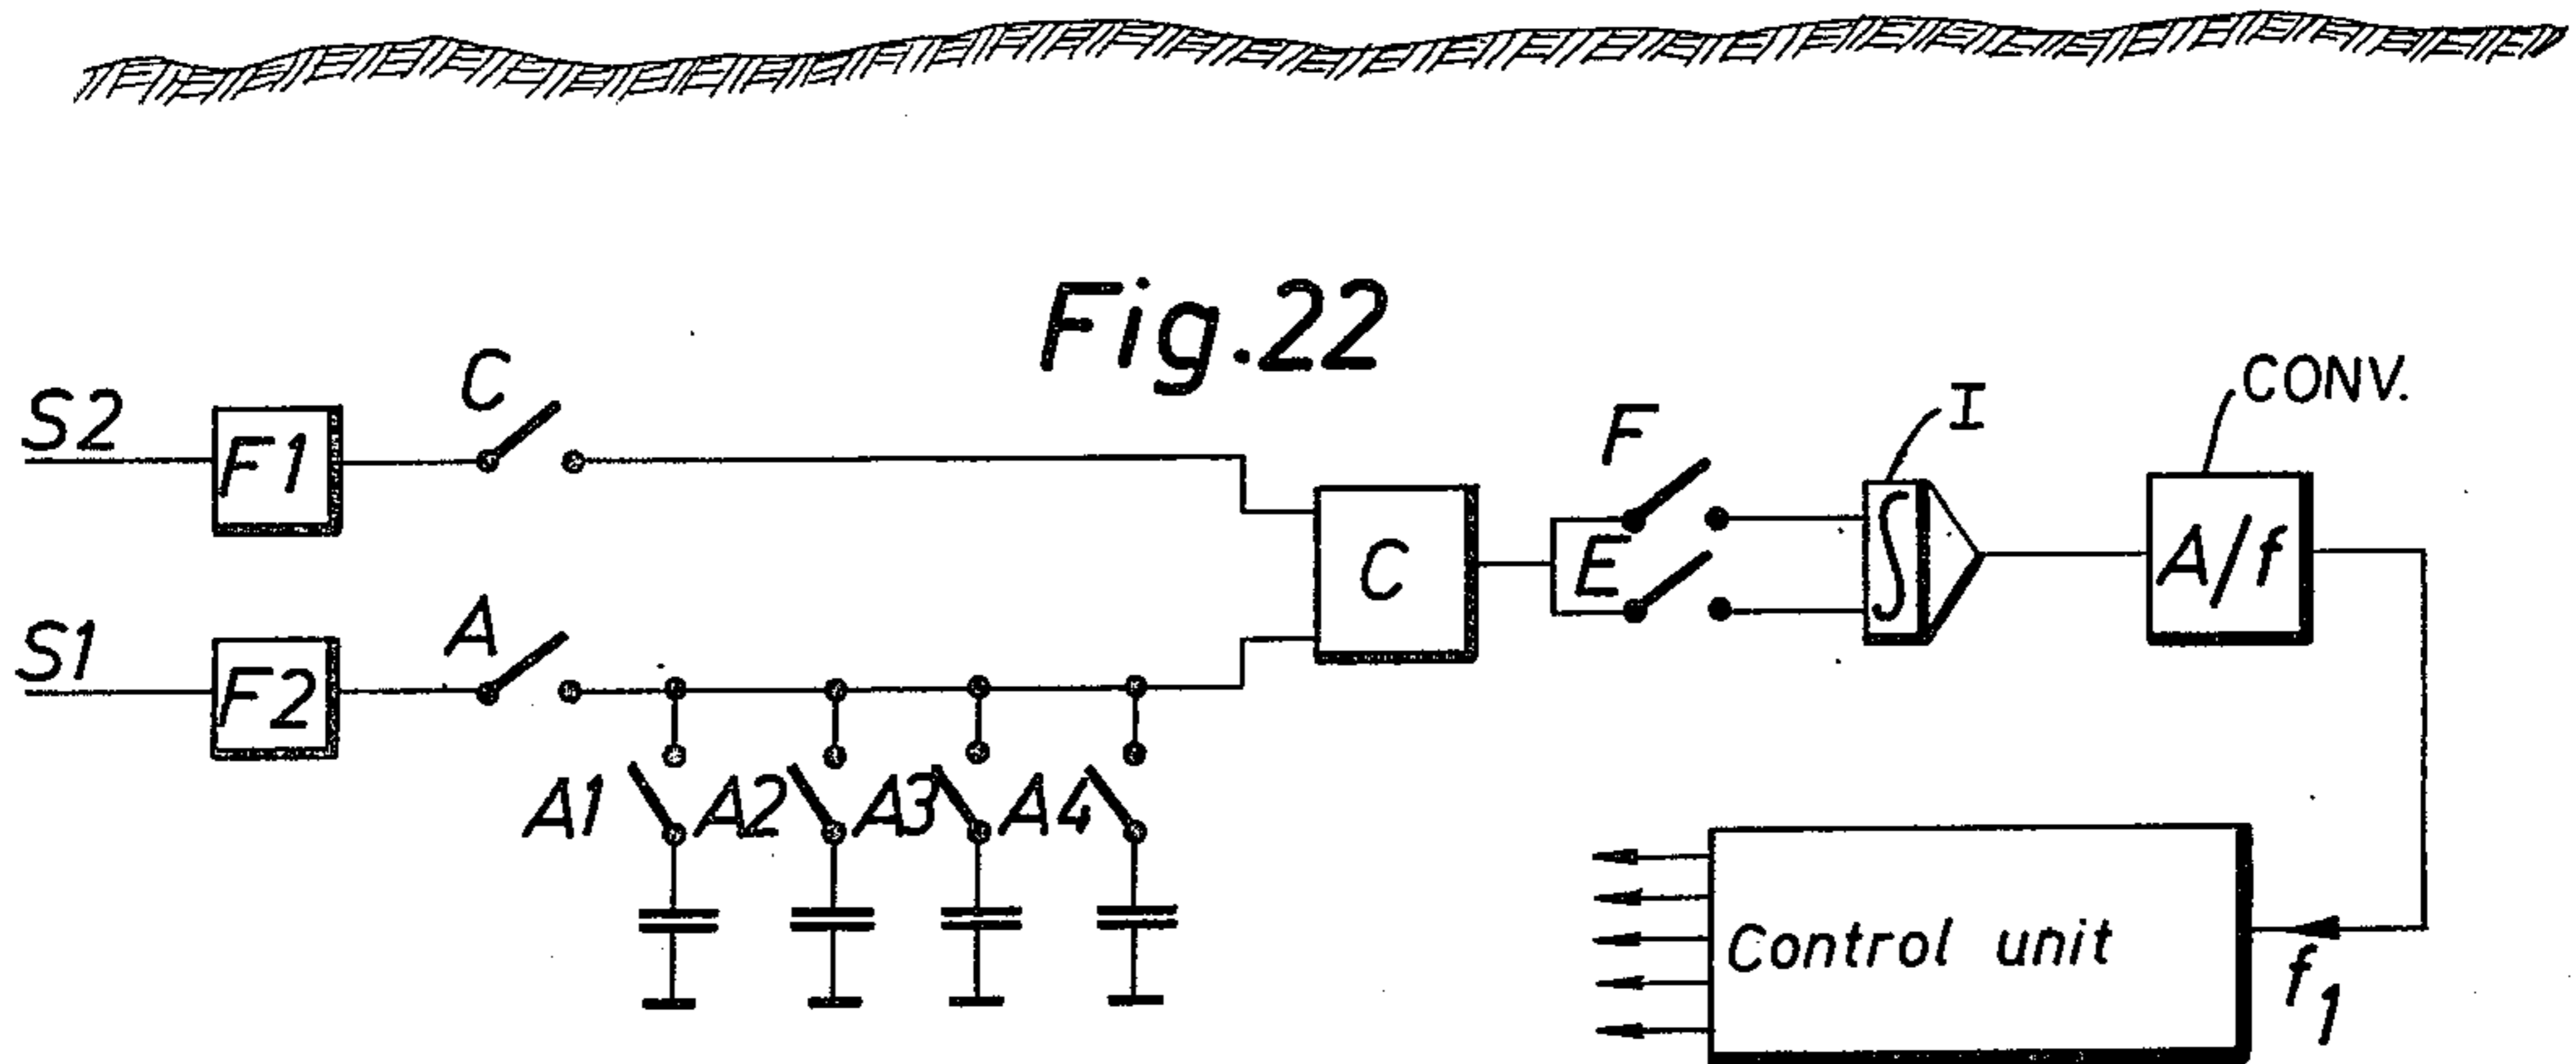 Fig.22
S2
F1
C
F
I
CONV.
S1
F2
A
C
E
∫
A/f
A1
A2
A3
A4
Control unit
f1